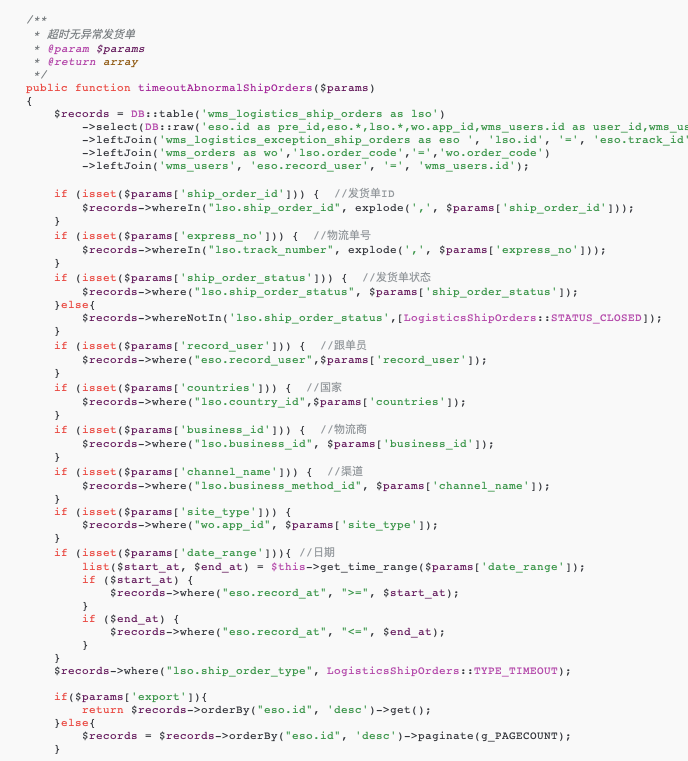 /**
 * 超时无异常发货单
 * @param $params
 * @return array
 */
public function timeoutAbnormalShipOrders($params)
{
    $records = DB::table('wms_logistics_ship_orders as lso')
        ->select(DB::raw('eso.id as pre_id,eso.*,lso.*,wo.app_id,wms_users.id as user_id,wms_us
        ->leftJoin('wms_logistics_exception_ship_orders as eso ', 'lso.id', '=', 'eso.track_id'
        ->leftJoin('wms_orders as wo','lso.order_code','=','wo.order_code')
        ->leftJoin('wms_users', 'eso.record_user', '=', 'wms_users.id');
    if (isset($params['ship_order_id'])) {  //发货单ID
        $records->whereIn("lso.ship_order_id", explode(',', $params['ship_order_id']));
    }
    if (isset($params['express_no'])) {  //物流单号
        $records->whereIn("lso.track_number", explode(',', $params['express_no']));
    }
    if (isset($params['ship_order_status'])) {  //发货单状态
        $records->where("lso.ship_order_status", $params['ship_order_status']);
    }else{
        $records->whereNotIn('lso.ship_order_status',[LogisticsShipOrders::STATUS_CLOSED]);
    }
    if (isset($params['record_user'])) {  //跟单员
        $records->where("eso.record_user",$params['record_user']);
    }
    if (isset($params['countries'])) {  //国家
        $records->where("lso.country_id",$params['countries']);
    }
    if (isset($params['business_id'])) {  //物流商
        $records->where("lso.business_id", $params['business_id']);
    }
    if (isset($params['channel_name'])) {  //渠道
        $records->where("lso.business_method_id", $params['channel_name']);
    }
    if (isset($params['site_type'])) {
        $records->where("wo.app_id", $params['site_type']);
    }
    if (isset($params['date_range'])){ //日期
        list($start_at, $end_at) = $this->get_time_range($params['date_range']);
        if ($start_at) {
            $records->where("eso.record_at", ">=", $start_at);
        }
        if ($end_at) {
            $records->where("eso.record_at", "<=", $end_at);
        }
    }
    $records->where("lso.ship_order_type", LogisticsShipOrders::TYPE_TIMEOUT);
    if($params['export']){
        return $records->orderBy("eso.id", 'desc')->get();
    }else{
        $records = $records->orderBy("eso.id", 'desc')->paginate(g_PAGECOUNT);
    }